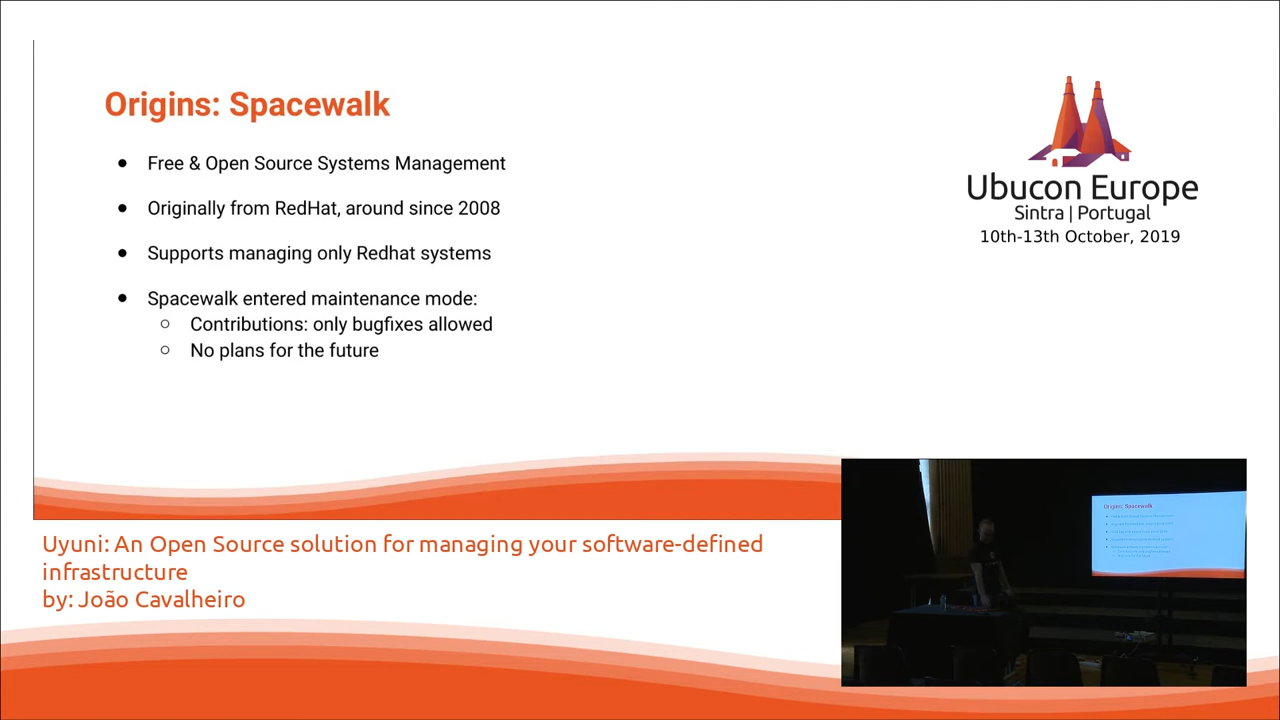 Origins: Spacewalk
Free & Open Source Systems Management
Originally from RedHat, around since 2008
Supports managing only Redhat systems
Spacewalk entered maintenance mode:
Contributions: only bugfixes allowed
No plans for the future
Ubucon Europe
Sintra | Portugal
10th-13th October, 2019
Uyuni: An Open Source solution for managing your software-defined
infrastructure
by: João Cavalheiro
Origins: Spacewalk